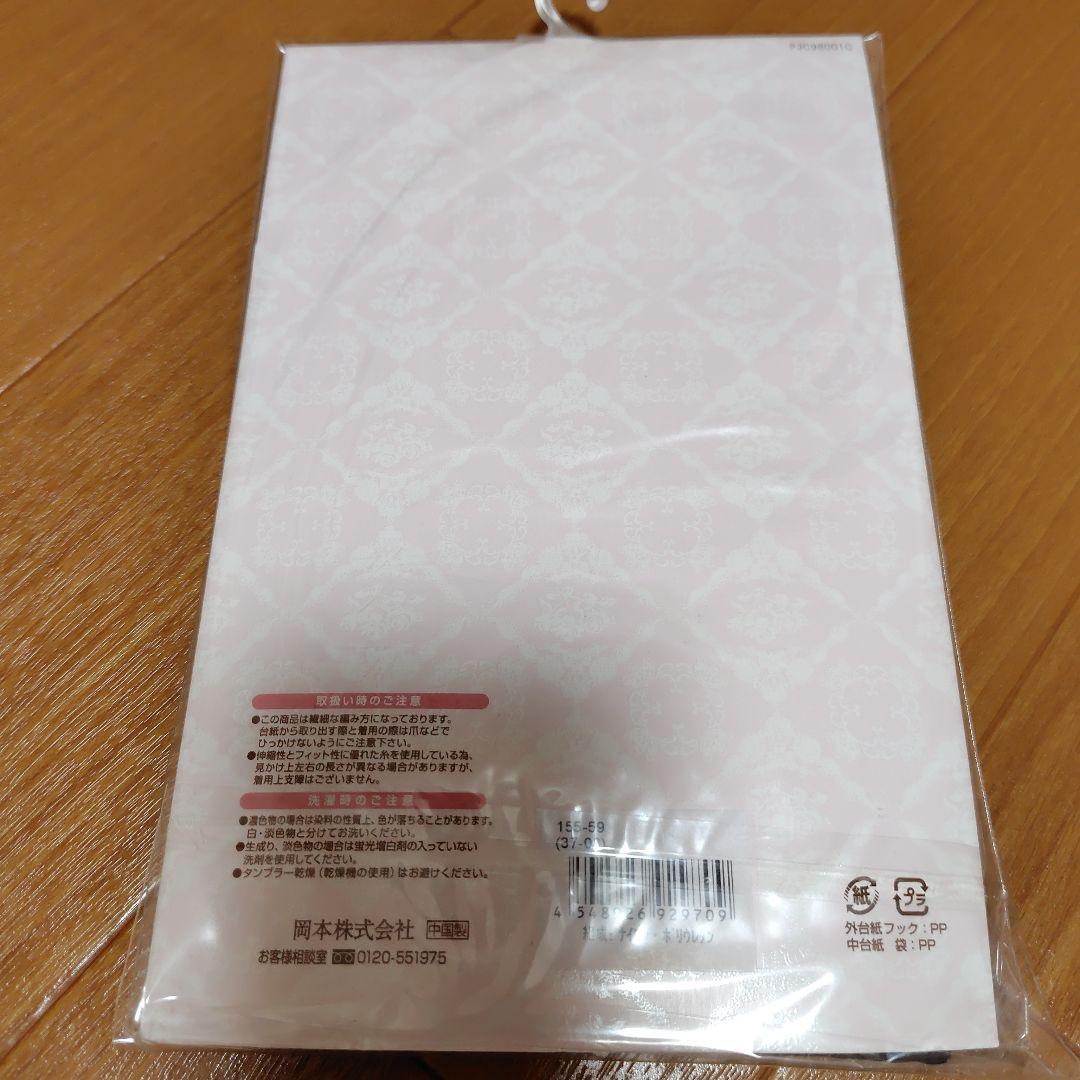 取扱い時のご注意
●この商品は繊細な編み方になっております。
台紙から取り出す際と着用の際は爪などで
ひっかけないようにご注意下さい。
●伸縮性とフィット性に優れた糸を使用している為、
見かけ上左右の長さが異なる場合がありますが、
着用上支障はございません。
洗濯時のご注意
●濃色物の場合は染料の性質上、色が落ちることがあります。
白・淡色物と分けてお洗いください。
●生成り、淡色物の場合は蛍光増白剤の入っていない
洗剤を使用してください。
●タンブラー乾燥(乾燥機の使用)はお避けください。
岡本株式会社 中国製
お客様相談室 0120-551975
155-59
929709
紙 プラ
外台紙フック:PP
中台紙 袋:PP